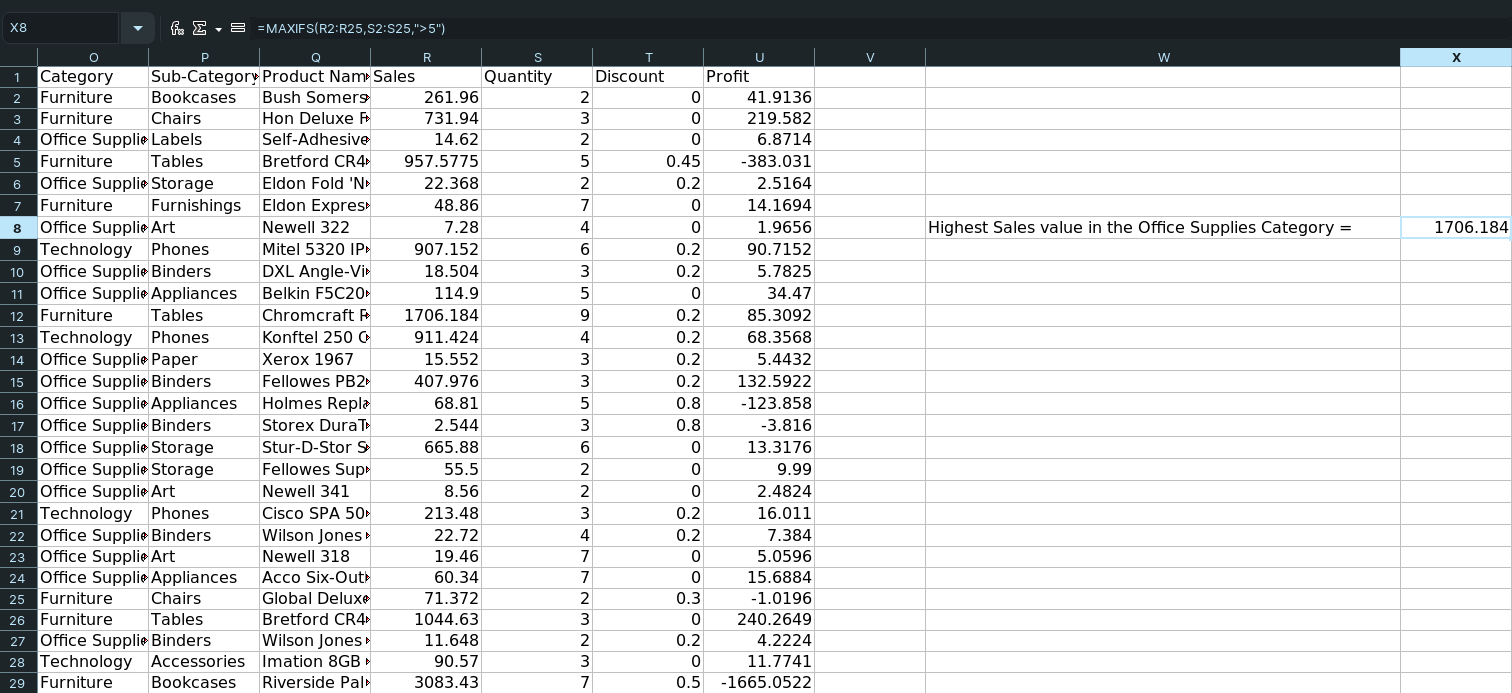 X8 =MAXIFS(R2:R25,S2:S25,">5")
O P Q R S T U V W X
1 Category Sub-Category Product Nam Sales Quantity Discount Profit
2 Furniture Bookcases Bush Somers 261.96 2 0 41.9136
3 Furniture Chairs Hon Deluxe F 731.94 3 0 219.582
4 Office Supplie Labels Self-Adhesive 14.62 2 0 6.8714
5 Furniture Tables Bretford CR4 957.5775 5 0.45 -383.031
6 Office Supplie Storage Eldon Fold 'N 22.368 2 0.2 2.5164
7 Furniture Furnishings Eldon Expres 48.86 7 0 14.1694
8 Office Supplie Art Newell 322 7.28 4 0 1.9656 Highest Sales value in the Office Supplies Category = 1706.184
9 Technology Phones Mitel 5320 IP 907.152 6 0.2 90.7152
10 Office Supplie Binders DXL Angle-Vi 18.504 3 0.2 5.7825
11 Office Supplie Appliances Belkin F5C20 114.9 5 0 34.47
12 Furniture Tables Chromcraft R 1706.184 9 0.2 85.3092
13 Technology Phones Konftel 250 C 911.424 4 0.2 68.3568
14 Office Supplie Paper Xerox 1967 15.552 3 0.2 5.4432
15 Office Supplie Binders Fellowes PB2 407.976 3 0.2 132.5922
16 Office Supplie Appliances Holmes Repla 68.81 5 0.8 -123.858
17 Office Supplie Binders Storex DuraT 2.544 3 0.8 -3.816
18 Office Supplie Storage Stur-D-Stor S 665.88 6 0 13.3176
19 Office Supplie Storage Fellowes Sup 55.5 2 0 9.99
20 Office Supplie Art Newell 341 8.56 2 0 2.4824
21 Technology Phones Cisco SPA 50 213.48 3 0.2 16.011
22 Office Supplie Binders Wilson Jones 22.72 4 0.2 7.384
23 Office Supplie Art Newell 318 19.46 7 0 5.0596
24 Office Supplie Appliances Acco Six-Out 60.34 7 0 15.6884
25 Furniture Chairs Global Deluxe 71.372 2 0.3 -1.0196
26 Furniture Tables Bretford CR4 1044.63 3 0 240.2649
27 Office Supplie Binders Wilson Jones 11.648 2 0.2 4.2224
28 Technology Accessories Imation 8GB 90.57 3 0 11.7741
29 Furniture Bookcases Riverside Pal 3083.43 7 0.5 -1665.0522